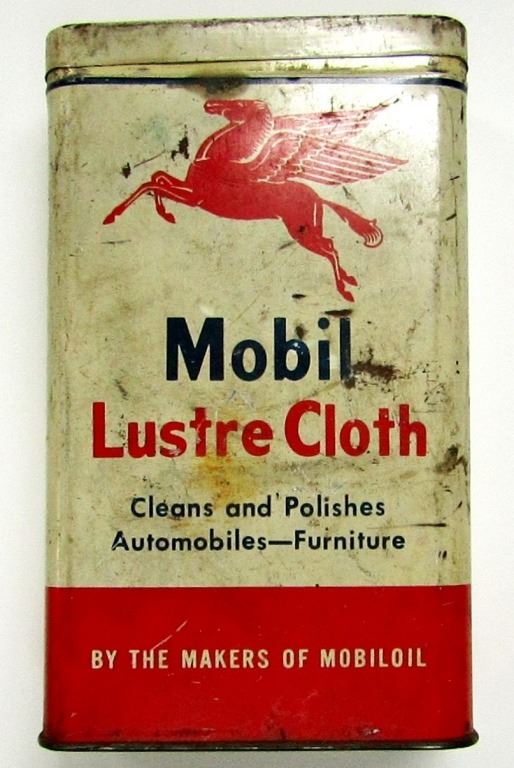 Mobil
Lustre Cloth
Cleans and Polishes
Automobiles—Furniture
BY THE MAKERS OF MOBILOIL